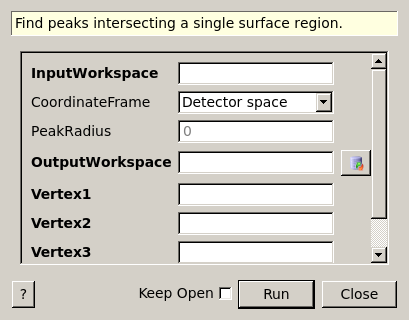 Find peaks intersecting a single surface region.
InputWorkspace
CoordinateFrame Detector space
PeakRadius 0
OutputWorkspace
Vertex1
Vertex2
Vertex3
? Keep Open Run Close